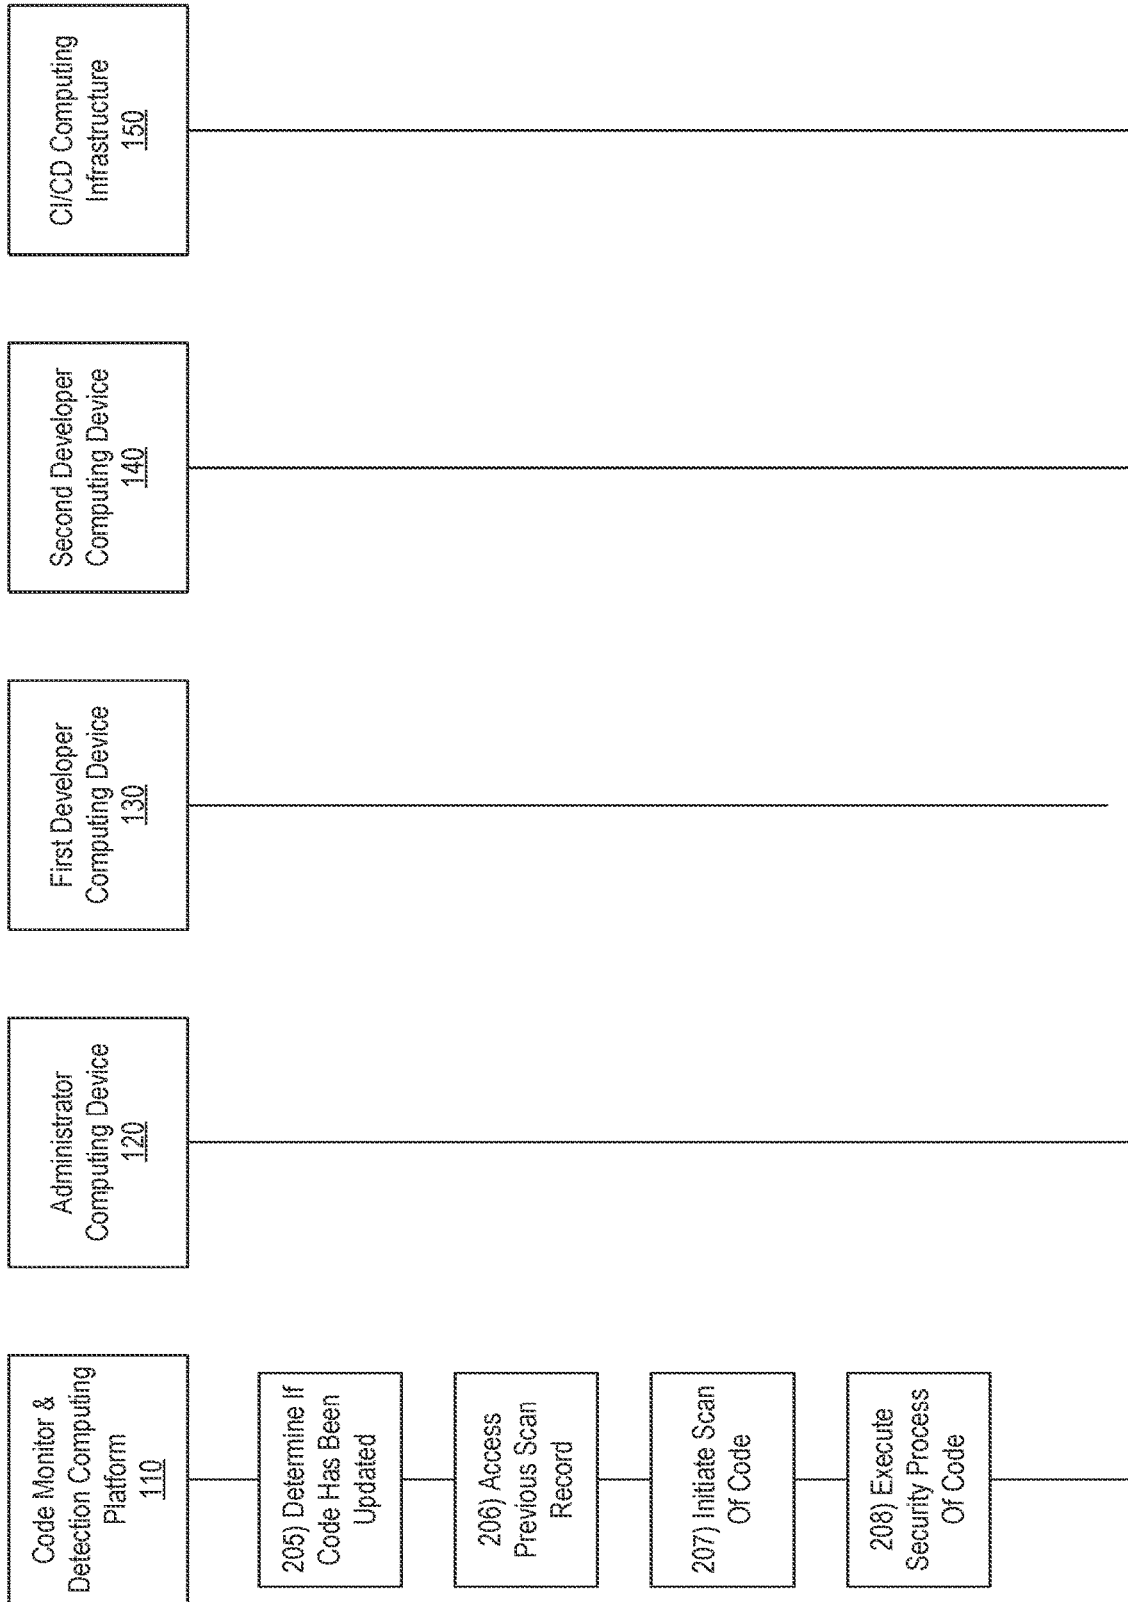 Code Monitor &
Detection Computing
Platform
110
Administrator
Computing Device
120
First Developer
Computing Device
130
Second Developer
Computing Device
140
CI/CD Computing
Infrastructure
150
205) Determine If
Code Has Been
Updated
206) Access
Previous Scan
Record
207) Initiate Scan
Of Code
208) Execute
Security Process
Of Code